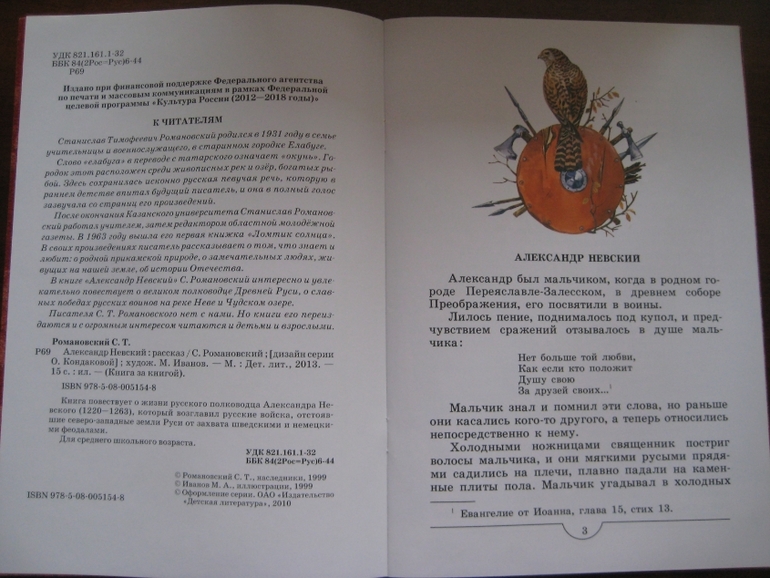 УДК 821.161.1-32
ББК 84(2Рос=Рус)6-44
Р69
Издано при финансовой поддержке Федерального агентства
по печати и массовым коммуникациям в рамках Федеральной
целевой программы «Культура России (2012—2018 годы)»
К ЧИТАТЕЛЯМ
Станислав Тимофеевич Романовский родился в 1931 году в семье
учительницы и военнослужащего, в старинном городке Елабуге.
Слово «елабуга» в переводе с татарского означает «окунь». Го-
родок этот расположен среди живописных рек и озёр, богатых ры-
бой. Здесь сохранилась исконно русская певучая речь, которую в
раннем детстве впитал будущий писатель, и она в полный голос
зазвучала со страниц его произведений.
После окончания Казанского университета Станислав Романов-
ский работал учителем, затем редактором областной молодёжной
газеты. В 1963 году вышла его первая книжка «Ломтик солнца».
В своих произведениях писатель рассказывает о том, что знает и
любит: о родной прикамской природе, о замечательных людях, жи-
вущих на нашей земле, об истории Отечества.
В книге «Александр Невский» С. Романовский интересно и увле-
кательно повествует о великом полководце Древней Руси, о слав-
ных победах русских воинов на реке Неве и Чудском озере.
Писателя С. Т. Романовского нет с нами. Но книги его переиз-
даются и с огромным интересом читаются и детьми и взрослыми.
Романовский С. Т.
Р69 Александр Невский : рассказ / С. Романовский ; [дизайн серии
О. Кондаковой] ; худож. М. Иванов. — М. : Дет. лит., 2013. —
15 с. : ил. — (Книга за книгой).
ISBN 978-5-08-005154-8
Книга повествует о жизни русского полководца Александра Не-
вского (1220—1263), который возглавил русские войска, отстояв-
шие северо-западные земли Руси от захвата шведскими и немецки-
ми феодалами.
Для среднего школьного возраста.
УДК 821.161.1-32
ББК 84(2Рос=Рус)6-44
© Романовский С. Т., наследники, 1999
© Иванов М. А., иллюстрации, 1999
© Оформление серии. ОАО «Издательство
«Детская литература», 2010
ISBN 978-5-08-005154-8
АЛЕКСАНДР НЕВСКИЙ
Александр был мальчиком, когда в родном го-
роде Переяславле-Залесском, в древнем соборе
Преображения, его посвятили в воины.
Лилось пение, поднималось под купол, и пред-
чувствием сражений отзывалось в душе маль-
чика:
Нет больше той любви,
Как если кто положит
Душу свою
За друзей своих...¹
Мальчик знал и помнил эти слова, но раньше
они касались кого-то другого, а теперь относились
непосредственно к нему.
Холодными ножницами священник постриг
волосы мальчика, и они мягкими русыми прядя-
ми садились на плечи, плавно падали на камен-
ные плиты пола. Мальчик угадывал в холодных
¹ Евангелие от Иоанна, глава 15, стих 13.
3